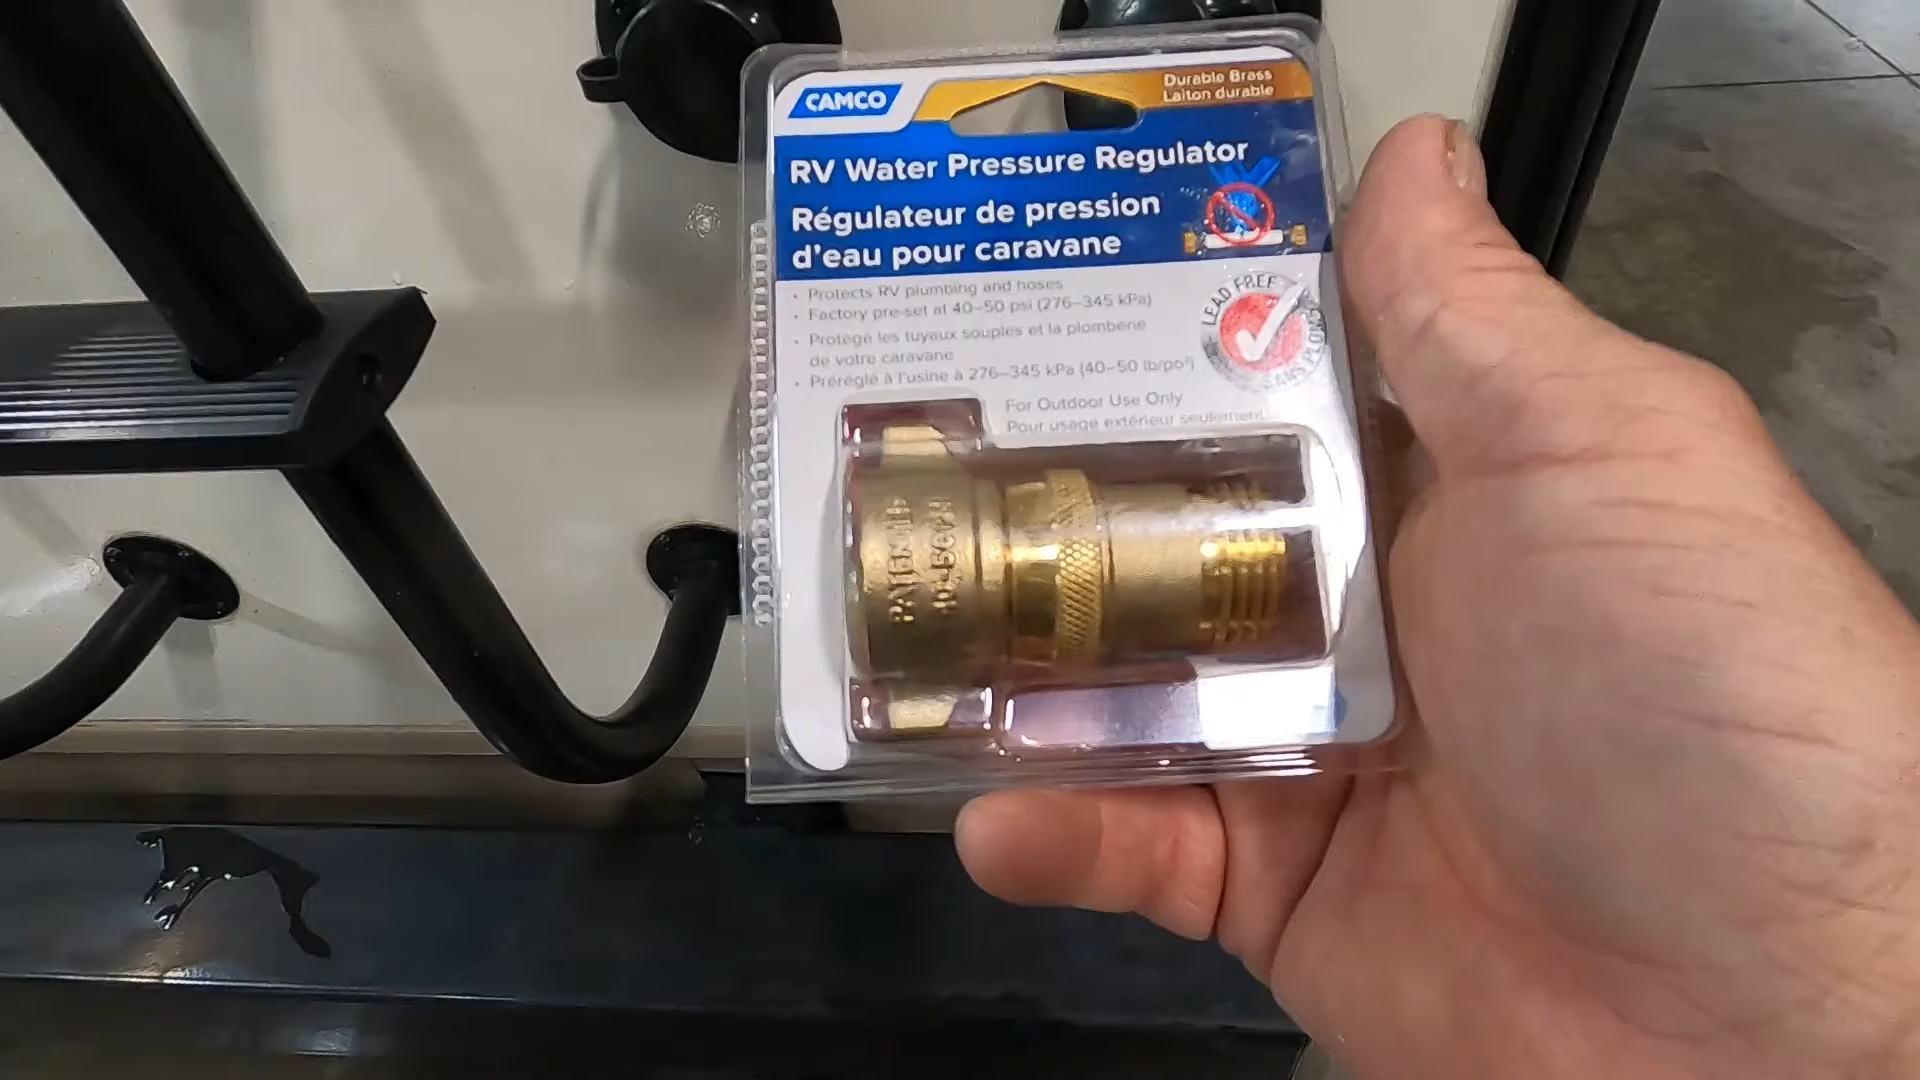 CAMCO
Durable Brass
Laiton durable
RV Water Pressure Regulator
Régulateur de pression
d'eau pour caravane
• Protects RV plumbing and hoses
• Factory pre-set at 40–50 psi (276–345 kPa)
• Protège les tuyaux souples et la plomberie
de votre caravane
• Préréglé à l'usine à 276–345 kPa (40–50 lb/po²)
LEAD FREE
SANS PLOMB
For Outdoor Use Only
Pour usage extérieur seulement